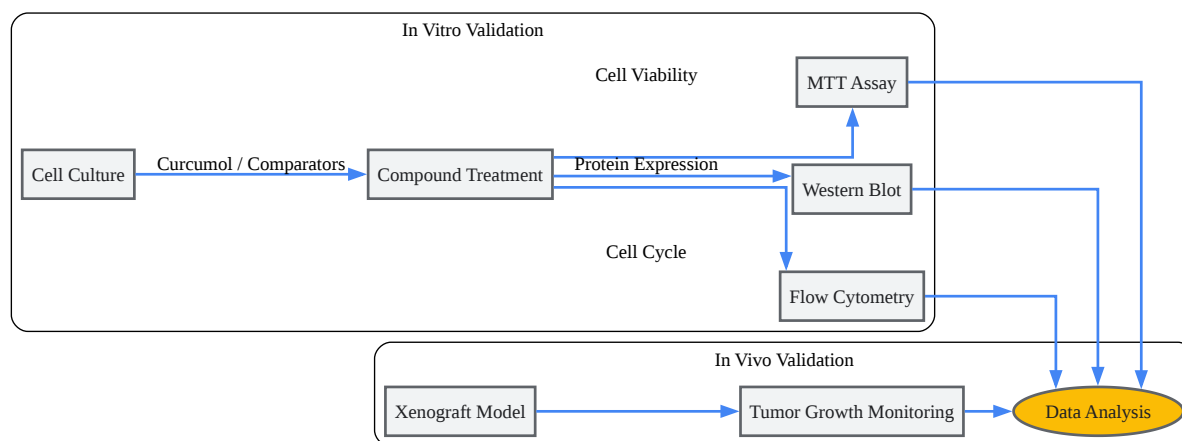 In Vitro Validation
Cell Viability
MTT Assay
Cell Culture
Curcumol / Comparators
Compound Treatment
Protein Expression
Western Blot
Cell Cycle
Flow Cytometry
In Vivo Validation
Xenograft Model
Tumor Growth Monitoring
Data Analysis